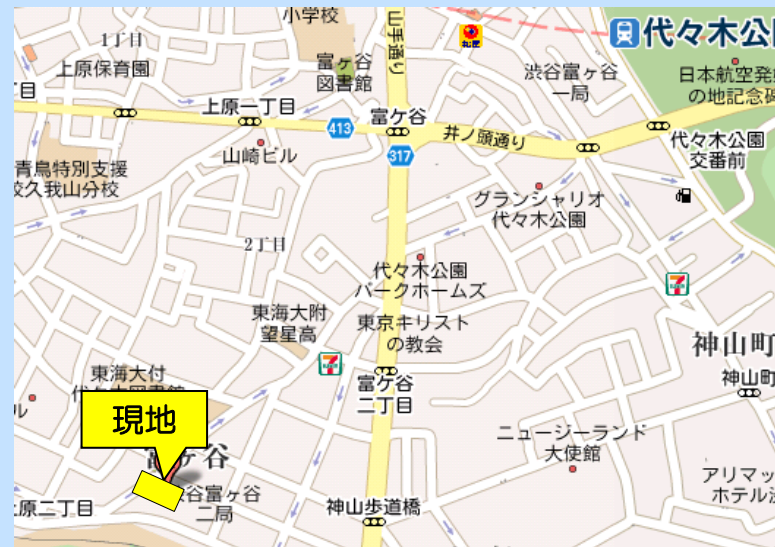 小学校
山手通り
代々木公
1丁目
上原保育園
富ヶ谷
図書館
渋谷富ヶ谷
一局
日本航空発
の地記念碑
丁目
上原一丁目
富ケ谷
413
井ノ頭通り
代々木公園
交番前
317
山崎ビル
青鳥特別支援
校久我山分校
グランシャリオ
代々木公園
2丁目
代々木公園
パークホームズ
東海大附
望星高
東京キリスト
の教会
神山町
東海大付
富ケ谷
二丁目
神山町
ル
現地
富ヶ谷
ニュージーランド
大使館
アリマッ
ホテル渋
谷富ヶ谷
二局
原二丁目
神山歩道橋